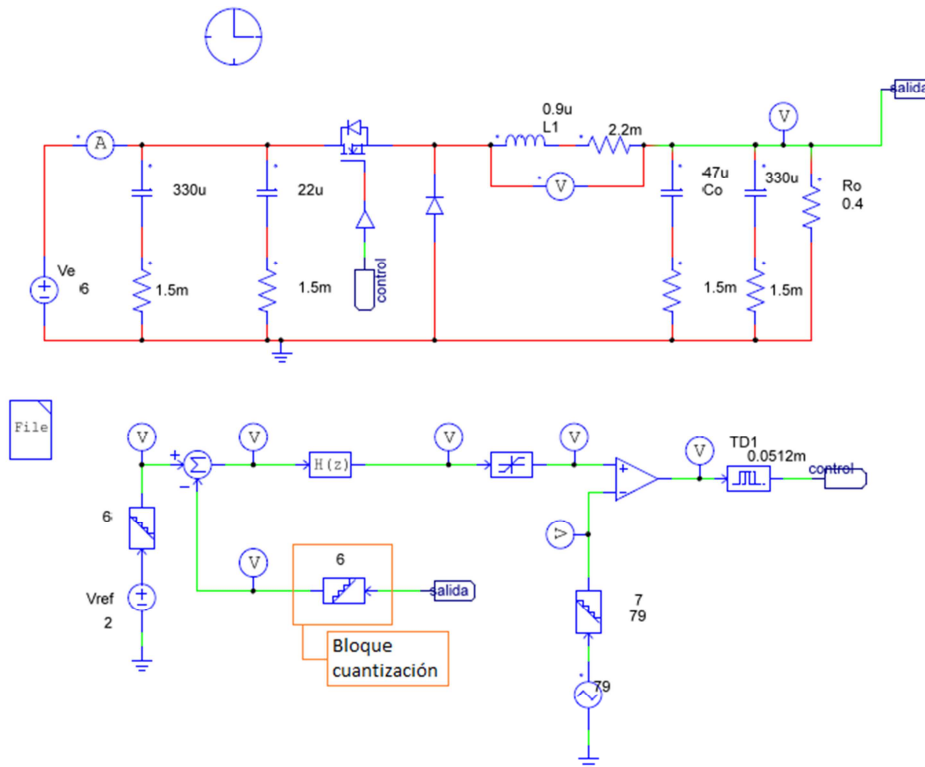 salida
0.9u
L1
2.2m
A
V
330u
22u
47u
Co
330u
Ro
0.4
V
Ve
6
1.5m
1.5m
control
1.5m
1.5m
File
V
V
V
V
V
TD1
0.0512m
control
H(z)
6
V
V
6
salida
Vref
2
Bloque
cuantización
7
79
79